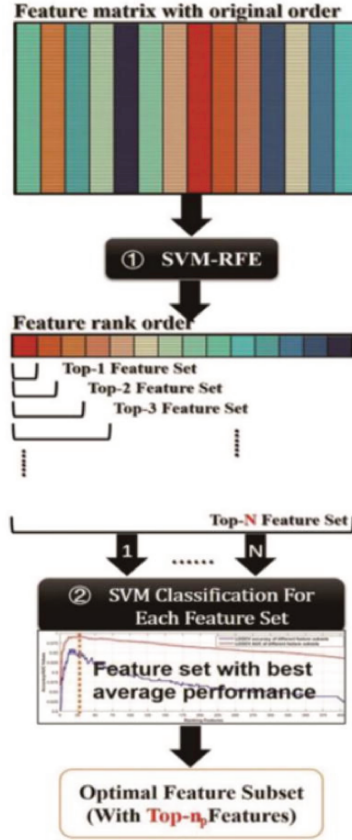 Feature matrix with original order
① SVM-RFE
Feature rank order
Top-1 Feature Set
Top-2 Feature Set
Top-3 Feature Set
Top-N Feature Set
1 ...... N
② SVM Classification For
Each Feature Set
Feature set with best
average performance
Optimal Feature Subset
(With Top-npFeatures)